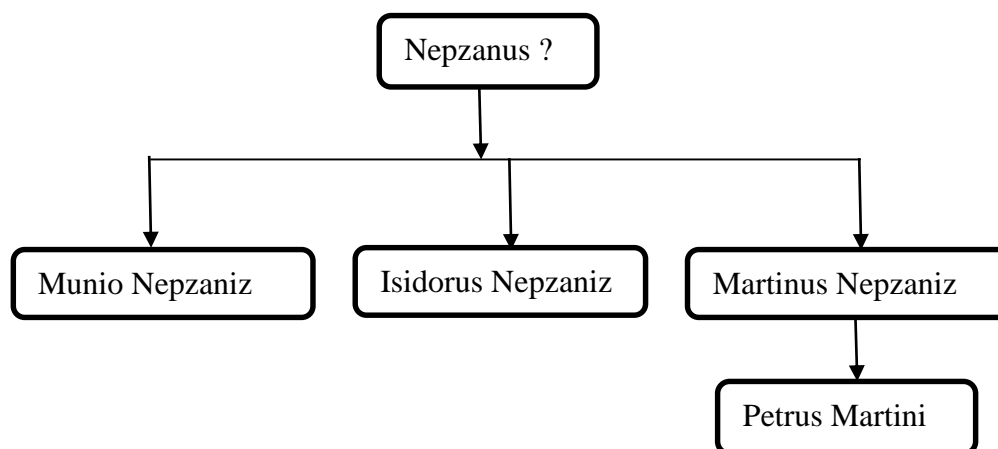 Nepzanus ?
Munio Nepzaniz
Isidorus Nepzaniz
Martinus Nepzaniz
Petrus Martini